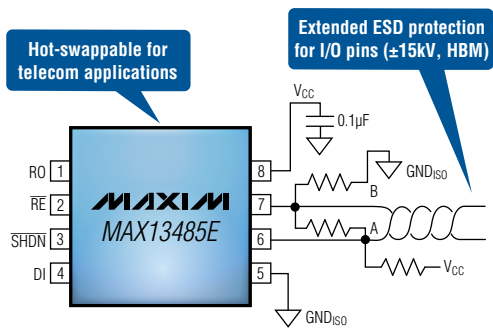 Hot-swappable for
telecom applications
Extended ESD protection
for I/O pins (±15kV, HBM)
VCC
0.1µF
GNDISO
RO 1
RE 2
SHDN 3
DI 4
MAXIM
MAX13485E
8
7
6
5
B
A
VCC
GNDISO